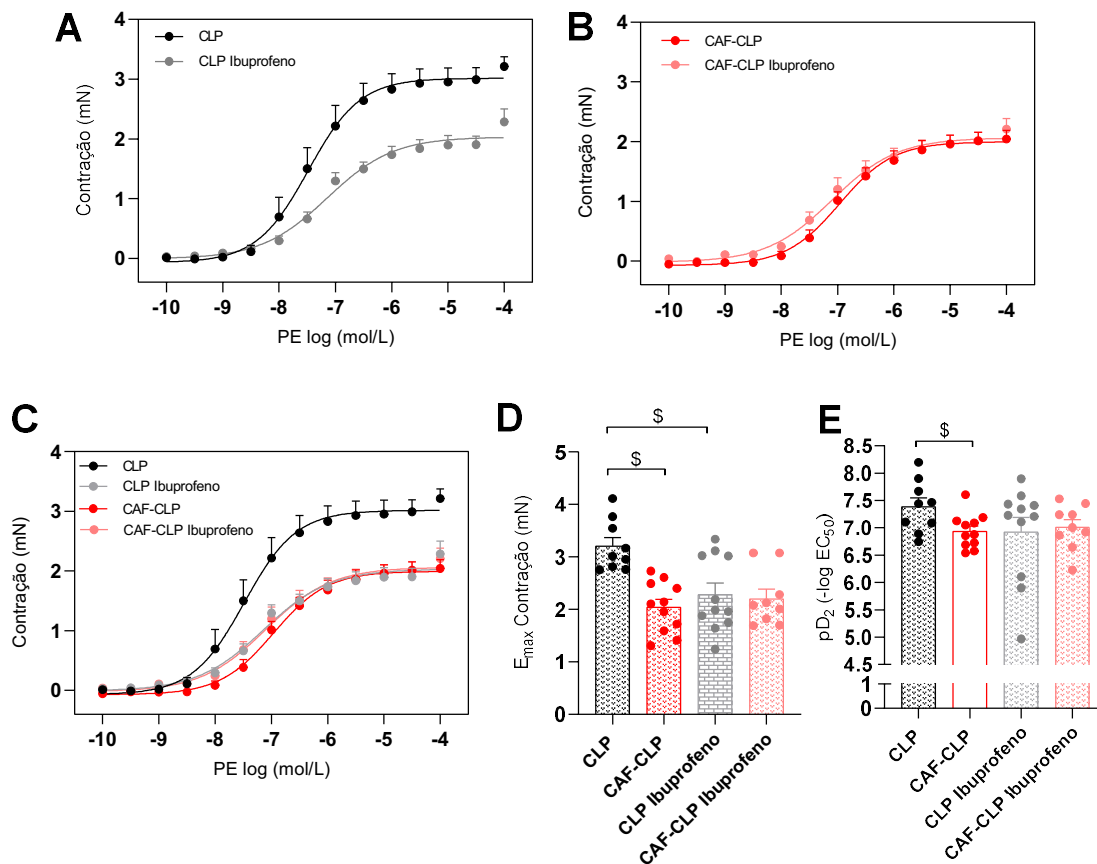 A
CLP
CLP Ibuprofeno
Contração (mN)
4
3
2
1
0
-10 -9 -8 -7 -6 -5 -4
PE log (mol/L)
B
CAF-CLP
CAF-CLP Ibuprofeno
Contração (mN)
4
3
2
1
0
-10 -9 -8 -7 -6 -5 -4
PE log (mol/L)
C
CLP
CLP Ibuprofeno
CAF-CLP
CAF-CLP Ibuprofeno
Contração (mN)
4
3
2
1
0
-10 -9 -8 -7 -6 -5 -4
PE log (mol/L)
D
$
$
Emax Contração (mN)
5
4
3
2
1
0
CLP
CAF-CLP
CLP Ibuprofeno
CAF-CLP Ibuprofeno
E
$
pD2 (-log EC50)
8.5
8.0
7.5
7.0
6.5
6.0
5.5
5.0
4.5
1
0
CLP
CAF-CLP
CLP Ibuprofeno
CAF-CLP Ibuprofeno